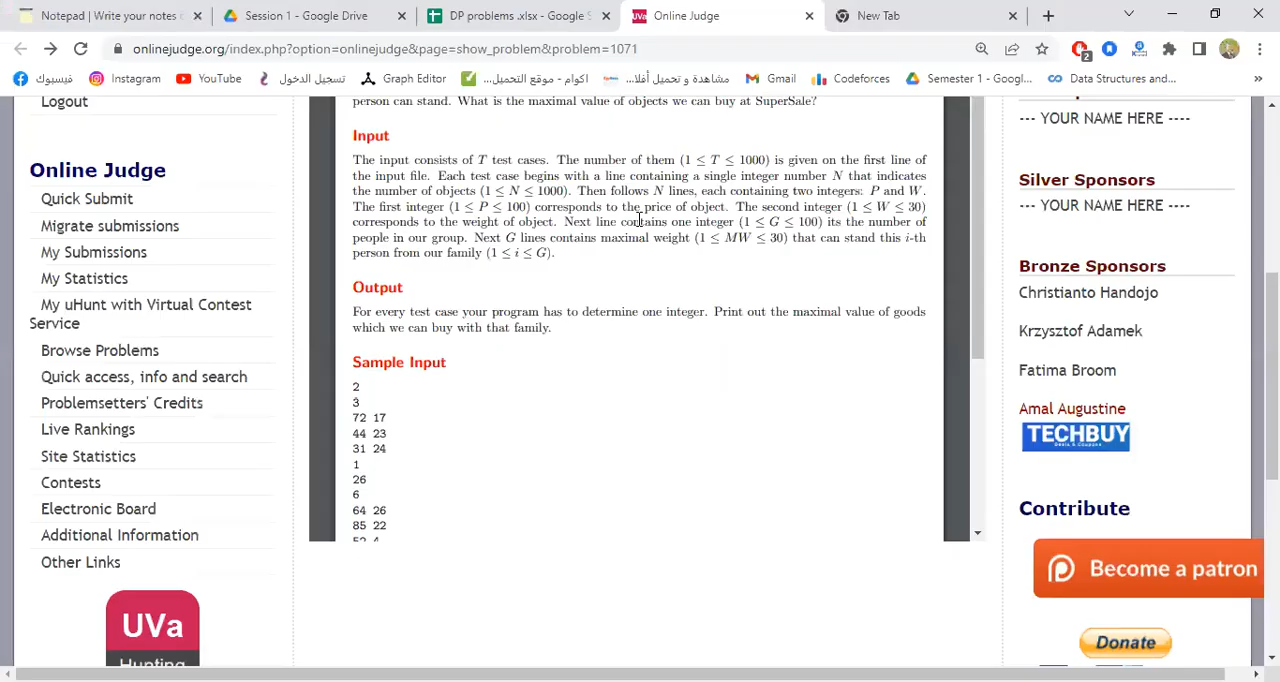 Notepad | Write your notes
Session 1 - Google Drive
DP problems .xlsx - Google S
Online Judge
New Tab
onlinejudge.org/index.php?option=onlinejudge&page=show_problem&problem=1071
2
فيسبوك
Instagram
YouTube
تسجيل الدخول
Graph Editor
اكوام - موقع التحميل...
مشاهدة و تحميل أفلا...
Gmail
Codeforces
Semester 1 - Googl...
Data Structures and...
»
Logout
Online Judge
Quick Submit
Migrate submissions
My Submissions
My Statistics
My uHunt with Virtual Contest
Service
Browse Problems
Quick access, info and search
Problemsetters' Credits
Live Rankings
Site Statistics
Contests
Electronic Board
Additional Information
Other Links
UVa
Hunting
person can stand. What is the maximal value of objects we can buy at SuperSale?
Input
The input consists of T test cases. The number of them (1 ≤ T ≤ 1000) is given on the first line of
the input file. Each test case begins with a line containing a single integer number N that indicates
the number of objects (1 ≤ N ≤ 1000). Then follows N lines, each containing two integers: P and W.
The first integer (1 ≤ P ≤ 100) corresponds to the price of object. The second integer (1 ≤ W ≤ 30)
corresponds to the weight of object. Next line contains one integer (1 ≤ G ≤ 100) its the number of
people in our group. Next G lines contains maximal weight (1 ≤ MW ≤ 30) that can stand this i-th
person from our family (1 ≤ i ≤ G).
Output
For every test case your program has to determine one integer. Print out the maximal value of goods
which we can buy with that family.
Sample Input
2
3
72 17
44 23
31 24
1
26
6
64 26
85 22
52 4
--- YOUR NAME HERE ----
Silver Sponsors
--- YOUR NAME HERE ----
Bronze Sponsors
Christianto Handojo
Krzysztof Adamek
Fatima Broom
Amal Augustine
TECHBUY
Contribute
Become a patron
Donate